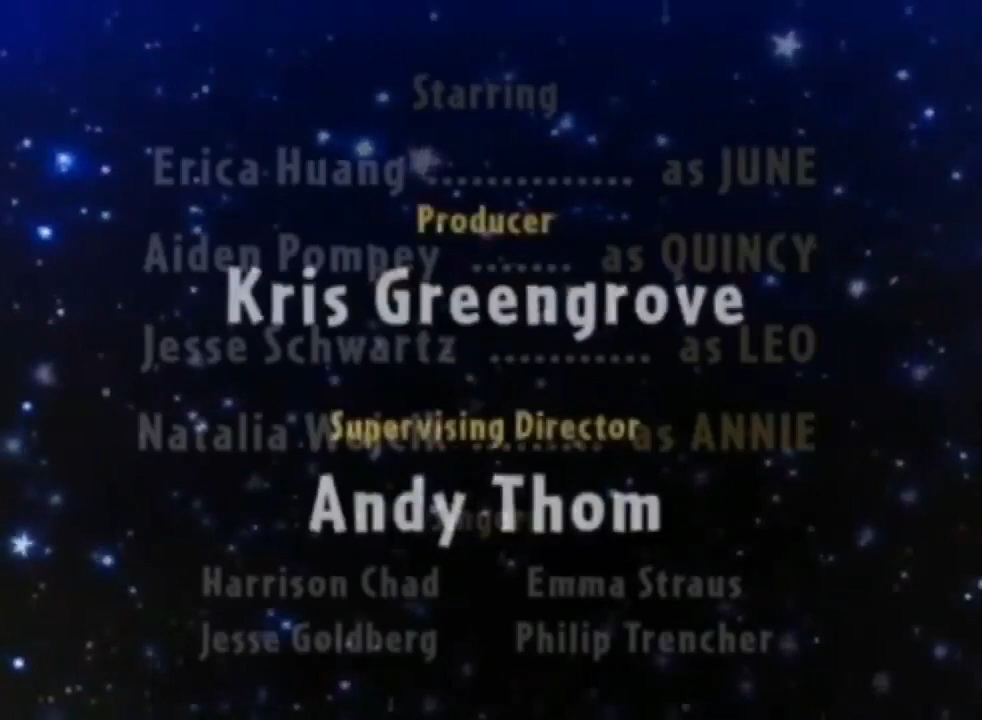 Starring
Erica Huang .............. as JUNE
Producer
Aiden Pompey ....... as QUINCY
Kris Greengrove
Jesse Schwartz ........... as LEO
Natalia ......... as ANNIE
Supervising Director
Andy Thom
Harrison Chad Emma Straus
Jesse Goldberg Philip Trencher